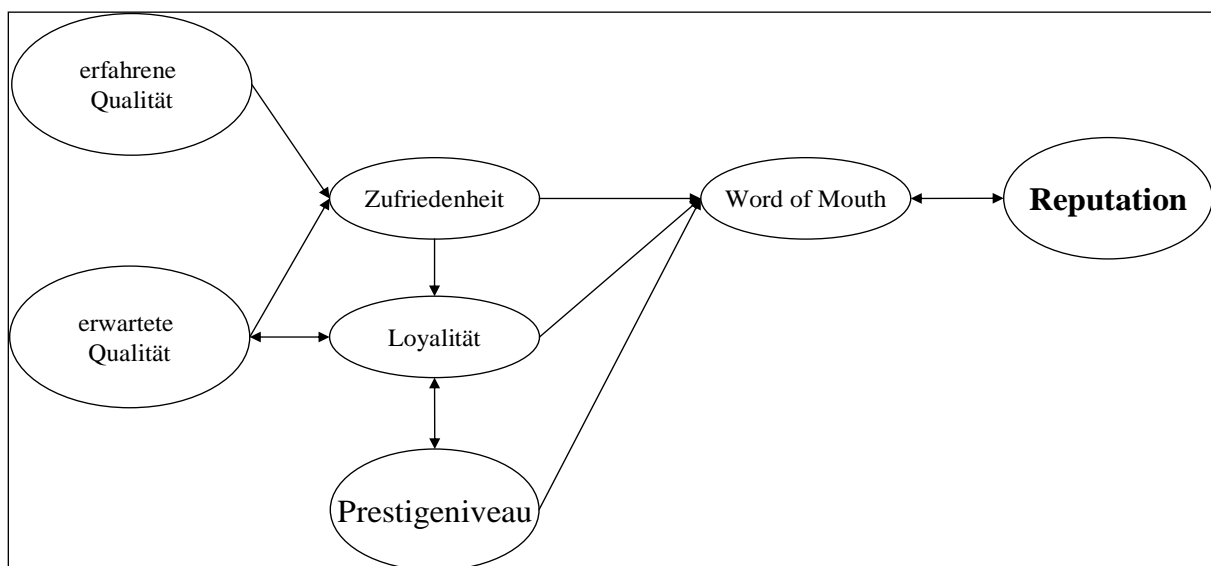 erfahrene
Qualität
Zufriedenheit
Word of Mouth
Reputation
erwartete
Qualität
Loyalität
Prestigeniveau